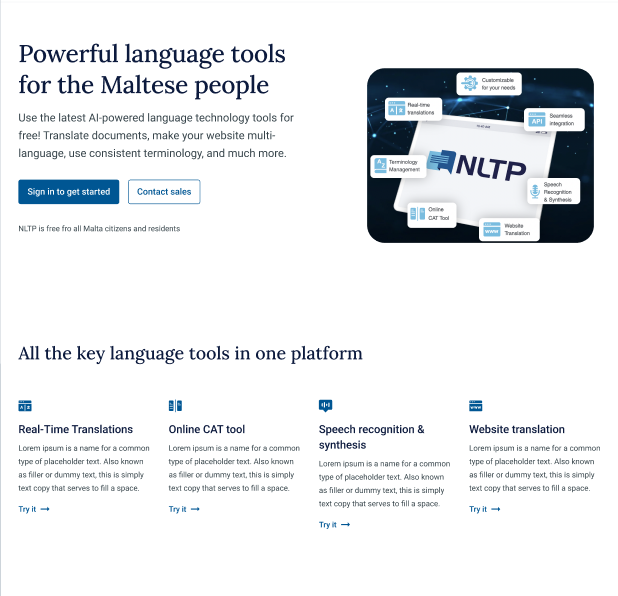 Powerful language tools
for the Maltese people
Use the latest AI-powered language technology tools for
free! Translate documents, make your website multi-
language, use consistent terminology, and much more.
Sign in to get started
Contact sales
NLTP is free fro all Malta citizens and residents
Customizable
for your needs
Real-time
translations
API
Seamless
integration
Terminology
Management
NLTP
Speech
Recognition
& Synthesis
Online
CAT Tool
www
Website
Translation
All the key language tools in one platform
Real-Time Translations
Lorem ipsum is a name for a common
type of placeholder text. Also known
as filler or dummy text, this is simply
text copy that serves to fill a space.
Try it →
Online CAT tool
Lorem ipsum is a name for a common
type of placeholder text. Also known
as filler or dummy text, this is simply
text copy that serves to fill a space.
Try it →
Speech recognition &
synthesis
Lorem ipsum is a name for a common
type of placeholder text. Also known
as filler or dummy text, this is simply
text copy that serves to fill a space.
Try it →
www
Website translation
Lorem ipsum is a name for a common
type of placeholder text. Also known
as filler or dummy text, this is simply
text copy that serves to fill a space.
Try it →